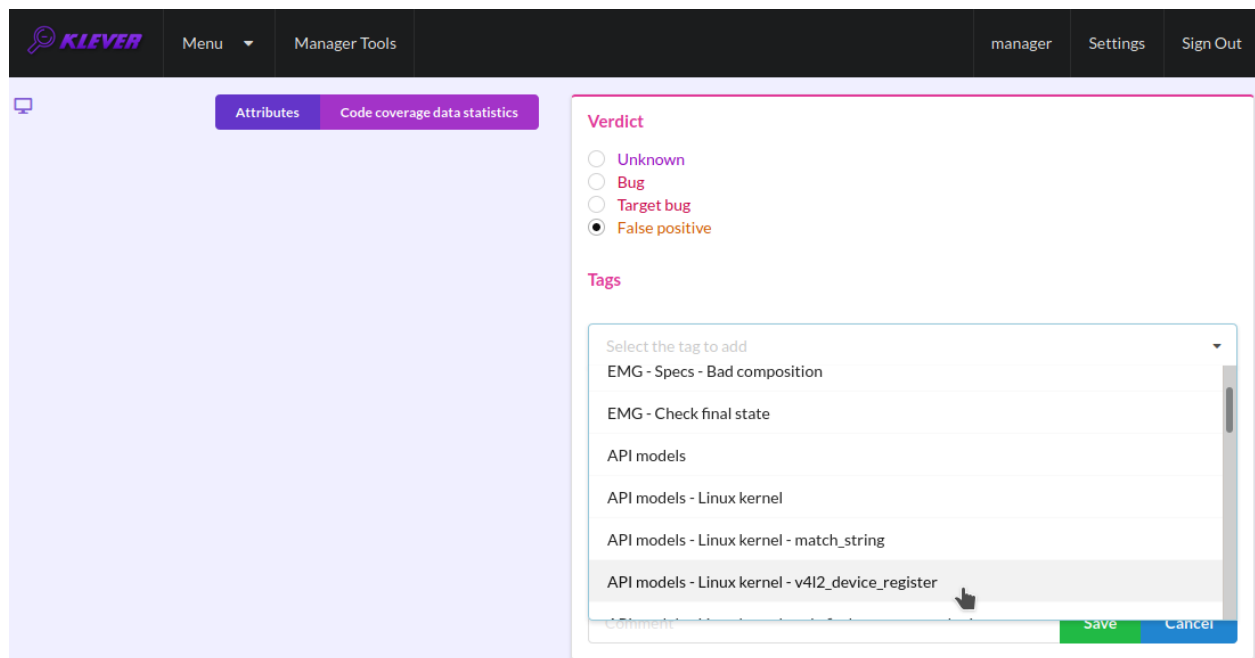 KLEVER Menu Manager Tools manager Settings Sign Out
Attributes Code coverage data statistics
Verdict
Unknown
Bug
Target bug
False positive
Tags
Select the tag to add
EMG - Specs - Bad composition
EMG - Check final state
API models
API models - Linux kernel
API models - Linux kernel - match_string
API models - Linux kernel - v4l2_device_register
Comment Save Cancel